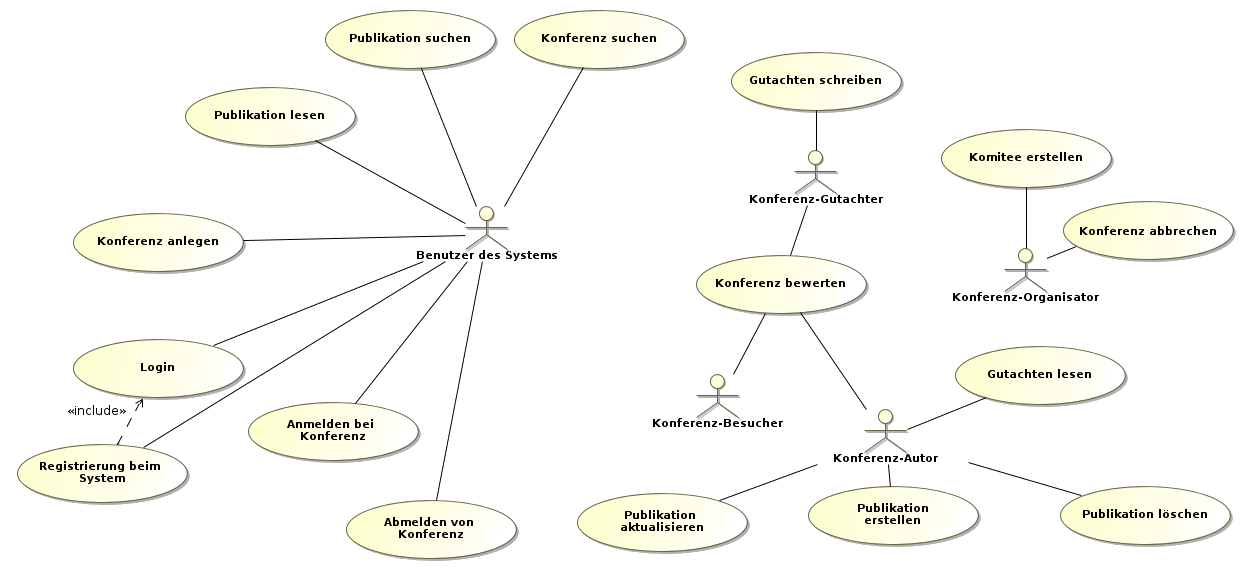 Publikation suchen
Konferenz suchen
Gutachten schreiben
Publikation lesen
Komitee erstellen
Konferenz-Gutachter
Konferenz abbrechen
Konferenz anlegen
Benutzer des Systems
Konferenz bewerten
Konferenz-Organisator
Login
Gutachten lesen
«include»
Anmelden bei
Konferenz
Konferenz-Besucher
Konferenz-Autor
Registrierung beim
System
Abmelden von
Konferenz
Publikation
aktualisieren
Publikation
erstellen
Publikation löschen